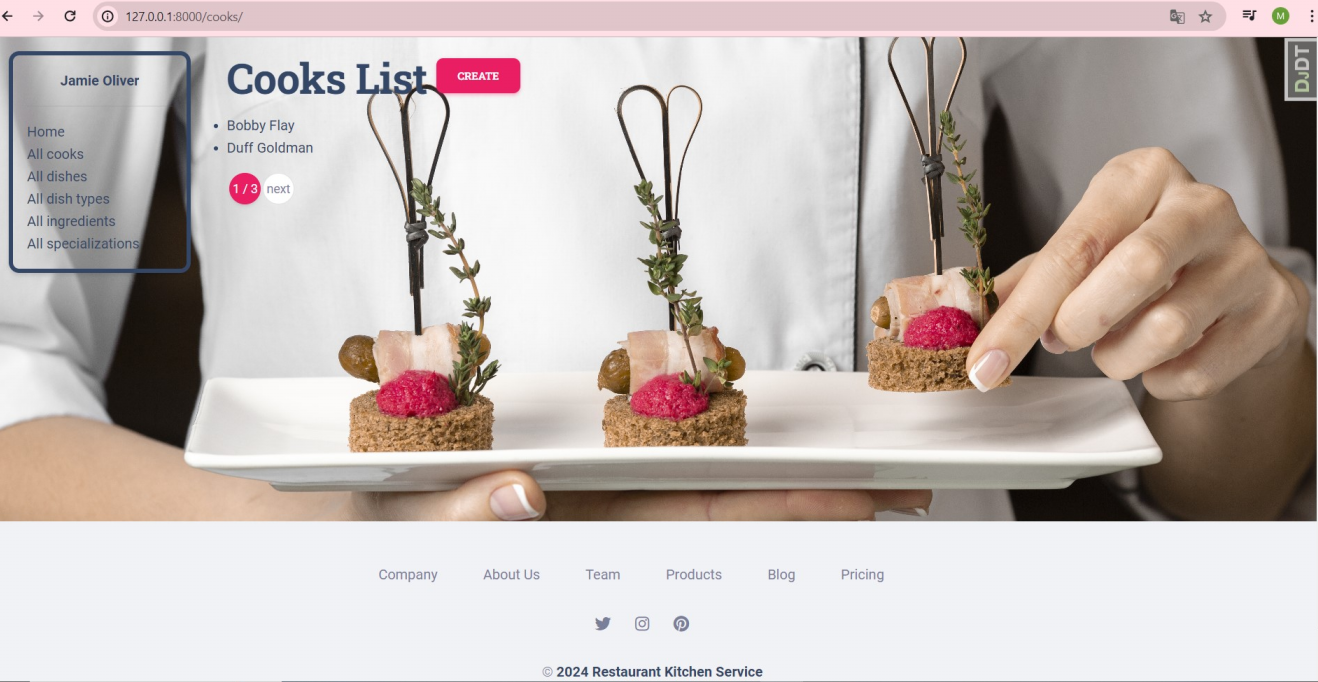 127.0.0.1:8000/cooks/
M
DjDT
Jamie Oliver
Home
All cooks
All dishes
All dish types
All ingredients
All specializations
Cooks List CREATE
Bobby Flay
Duff Goldman
1 / 3 next
Company About Us Team Products Blog Pricing
© 2024 Restaurant Kitchen Service